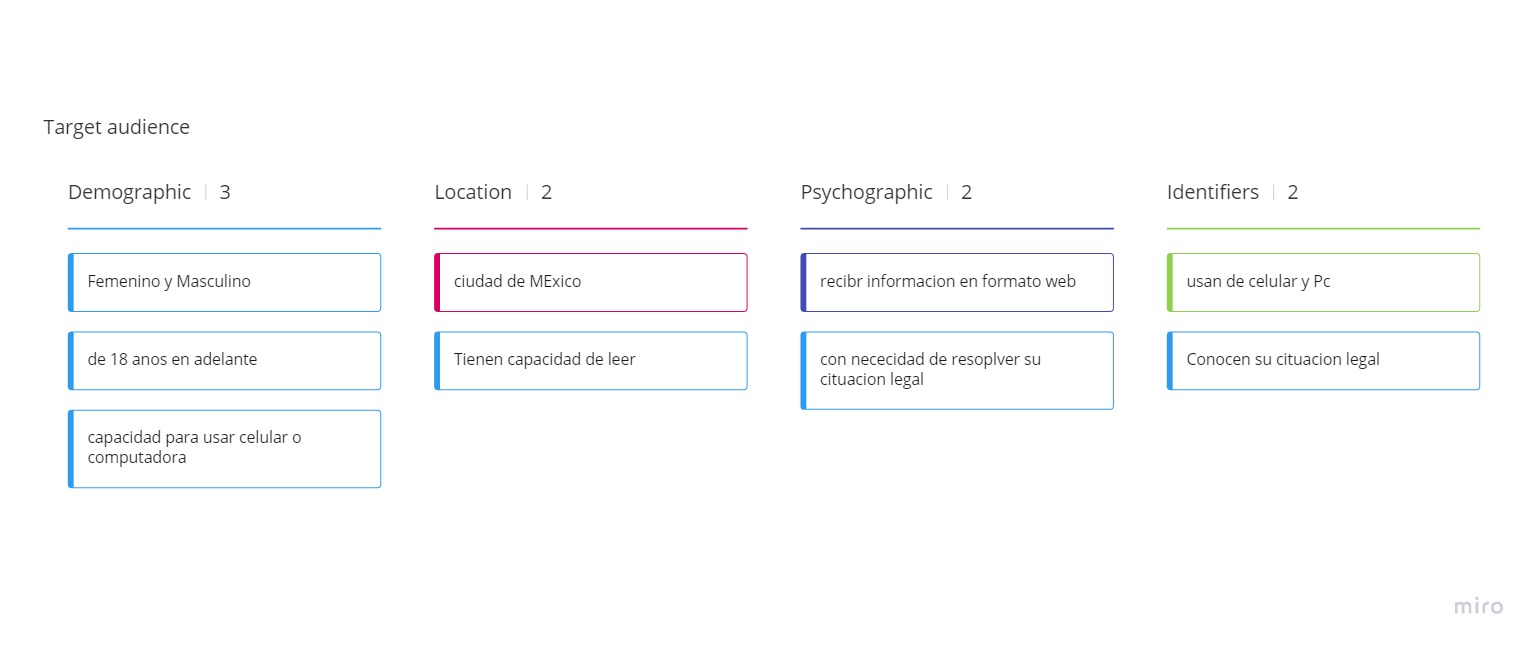 Target audience
Demographic | 3
Femenino y Masculino
de 18 anos en adelante
capacidad para usar celular o
computadora
Location | 2
ciudad de MExico
Tienen capacidad de leer
Psychographic | 2
recibr informacion en formato web
con nececidad de resoplver su
cituacion legal
Identifiers | 2
usan de celular y Pc
Conocen su cituacion legal
miro